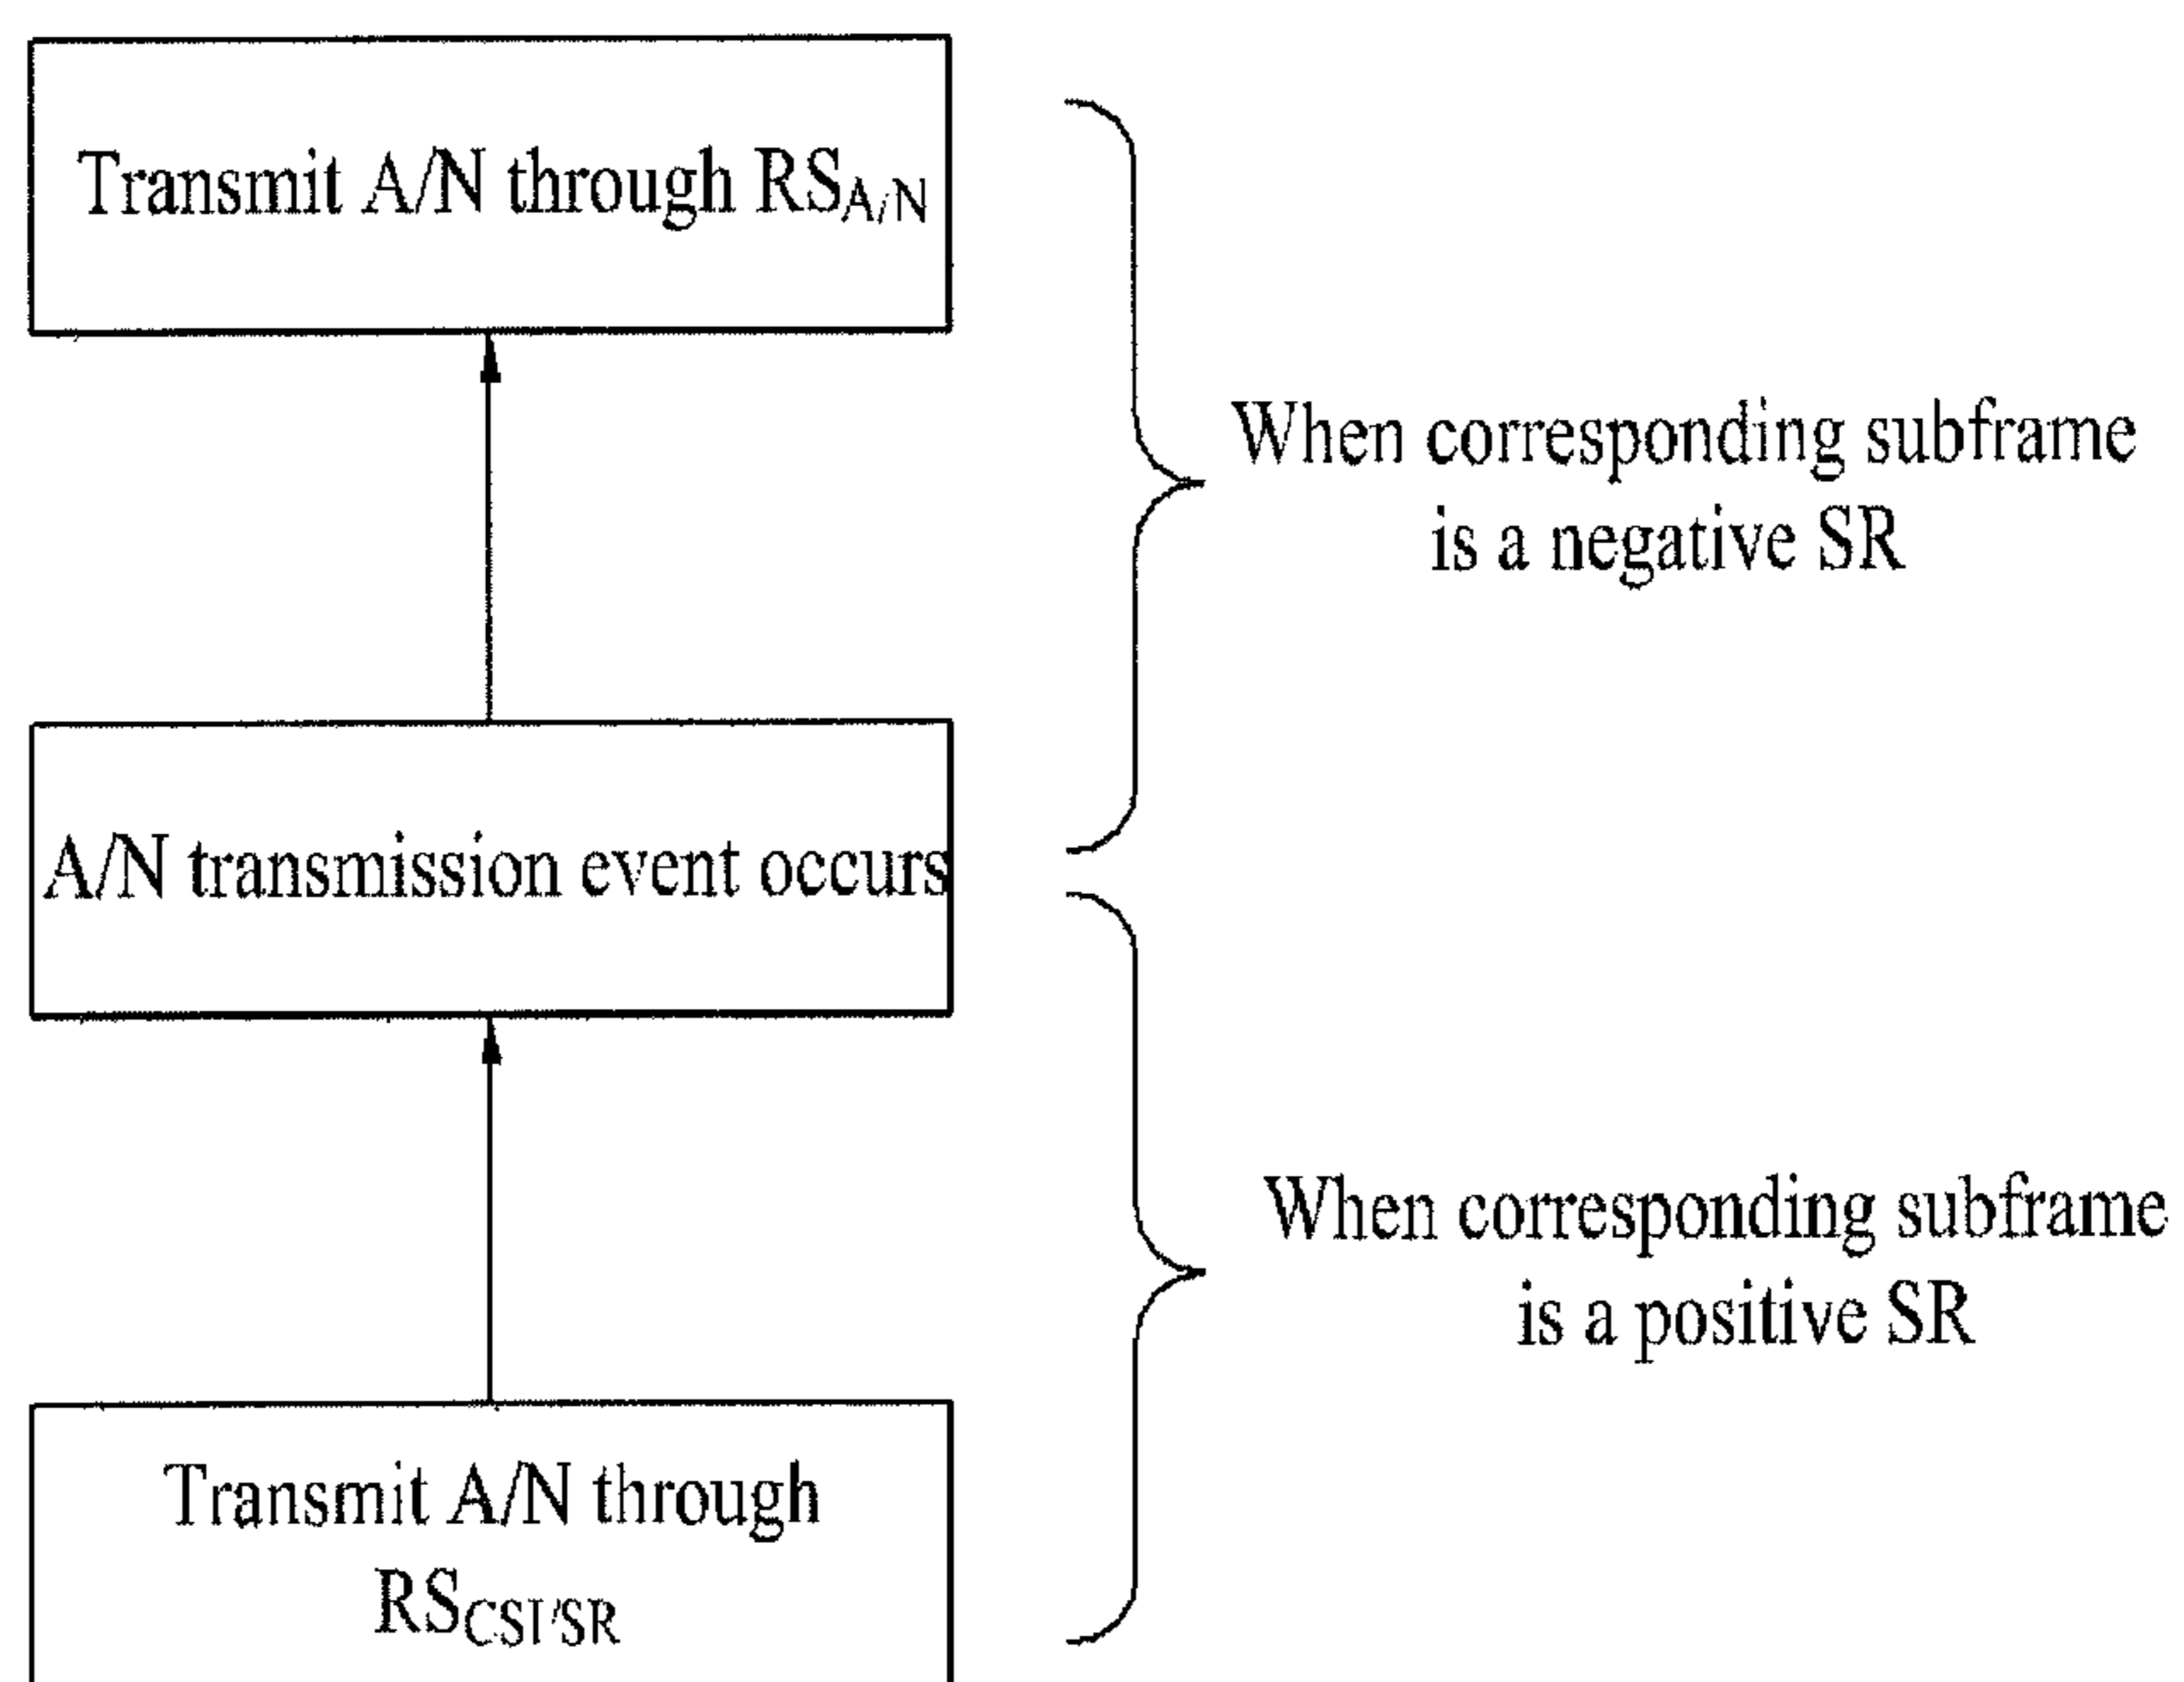 Transmit A/N through RSA/N
When corresponding subframe
is a negative SR
A/N transmission event occurs
When corresponding subframe
is a positive SR
Transmit A/N through
RSCSI/SR